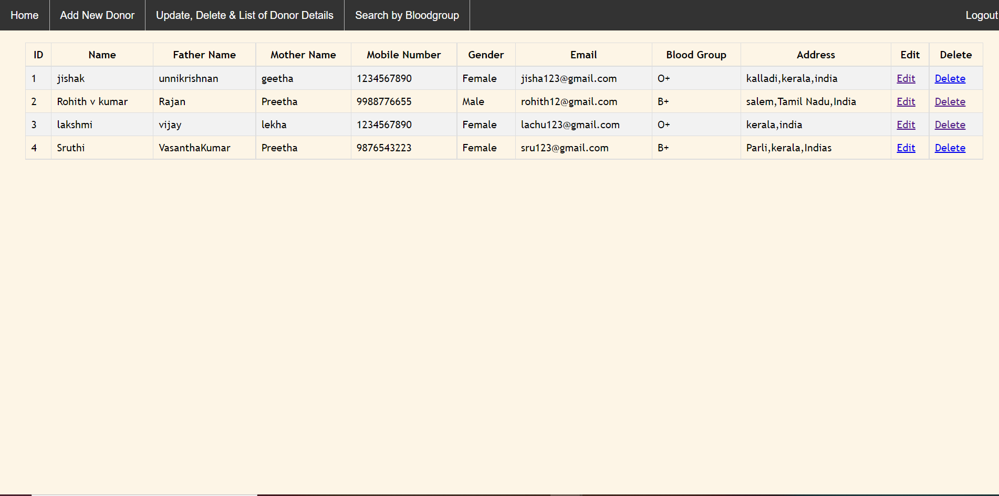 Home Add New Donor Update, Delete & List of Donor Details Search by Bloodgroup Logout
ID Name Father Name Mother Name Mobile Number Gender Email Blood Group Address Edit Delete
1 jishak unnikrishnan geetha 1234567890 Female jisha123@gmail.com O+ kalladi,kerala,india Edit Delete
2 Rohith v kumar Rajan Preetha 9988776655 Male rohith12@gmail.com B+ salem,Tamil Nadu,India Edit Delete
3 lakshmi vijay lekha 1234567890 Female lachu123@gmail.com O+ kerala,india Edit Delete
4 Sruthi VasanthaKumar Preetha 9876543223 Female sru123@gmail.com B+ Parli,kerala,Indias Edit Delete